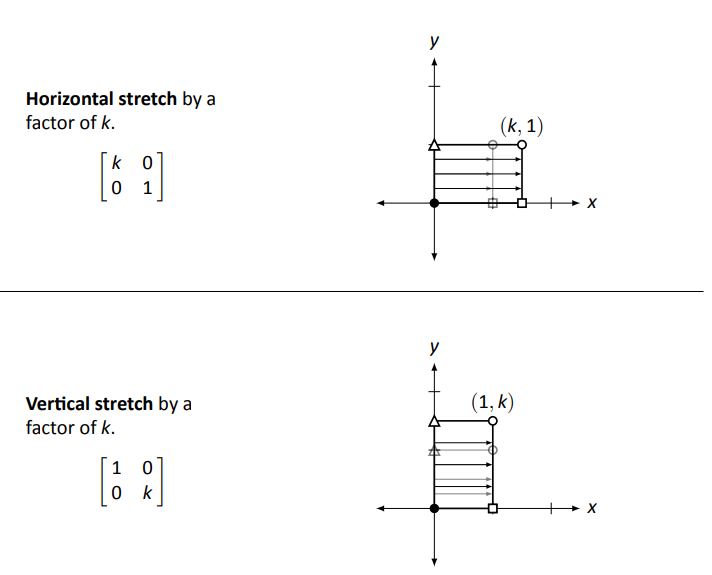 y
Horizontal stretch by a
factor of k.
(k, 1)
[k 0]
[0 1]
x
y
Vertical stretch by a
factor of k.
(1, k)
[1 0]
[0 k]
x